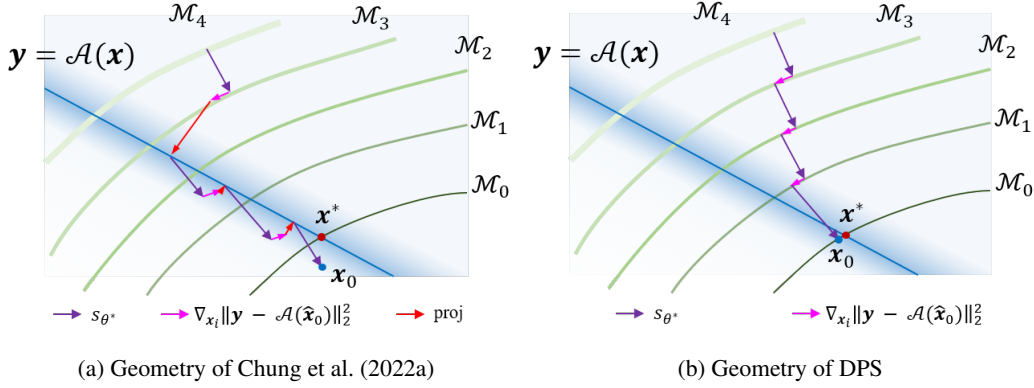 𝓜₄ 𝓜₃
𝒚 = 𝒜(𝒙)
𝓜₂
𝓜₁
𝓜₀
𝒙*
𝒙₀
s_θ* ∇_𝒙ᵢ‖𝒚 − 𝒜(𝒙̂₀)‖₂² proj
(a) Geometry of Chung et al. (2022a)
𝓜₄ 𝓜₃
𝒚 = 𝒜(𝒙)
𝓜₂
𝓜₁
𝓜₀
𝒙*
𝒙₀
s_θ* ∇_𝒙ᵢ‖𝒚 − 𝒜(𝒙̂₀)‖₂²
(b) Geometry of DPS